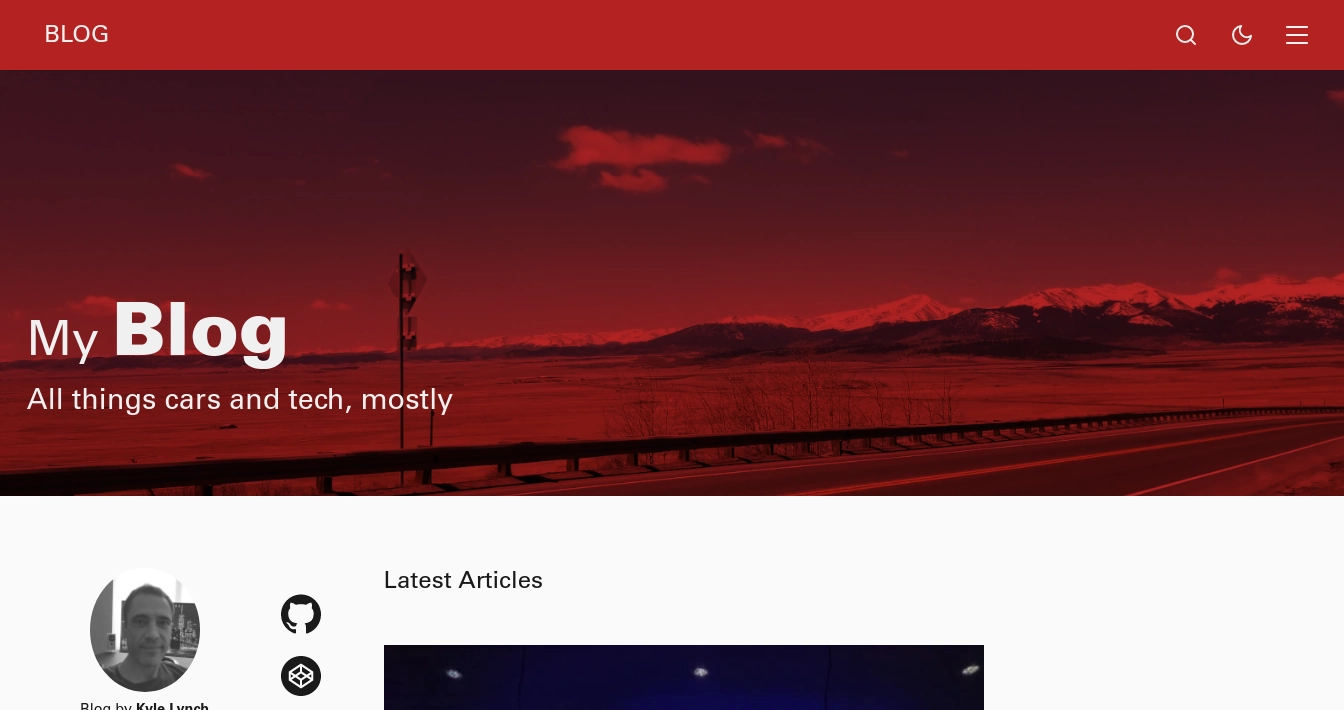 BLOG
My Blog
All things cars and tech, mostly
Latest Articles
Blog by Kyle Lynch